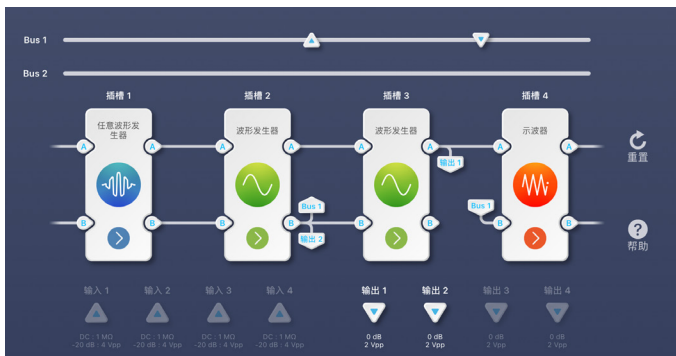 Bus 1
Bus 2
插槽 1 插槽 2 插槽 3 插槽 4
任意波形发
生器
波形发生器 波形发生器 示波器
A A A A A A A A
输出 1
重置
Bus 1 Bus 1
B B B B B B B B
输出 2
帮助
输入 1 输入 2 输入 3 输入 4 输出 1 输出 2 输出 3 输出 4
DC : 1 MΩ DC : 1 MΩ DC : 1 MΩ DC : 1 MΩ 0 dB 0 dB 0 dB 0 dB
-20 dB : 4 Vpp -20 dB : 4 Vpp -20 dB : 4 Vpp -20 dB : 4 Vpp 2 Vpp 2 Vpp 2 Vpp 2 Vpp